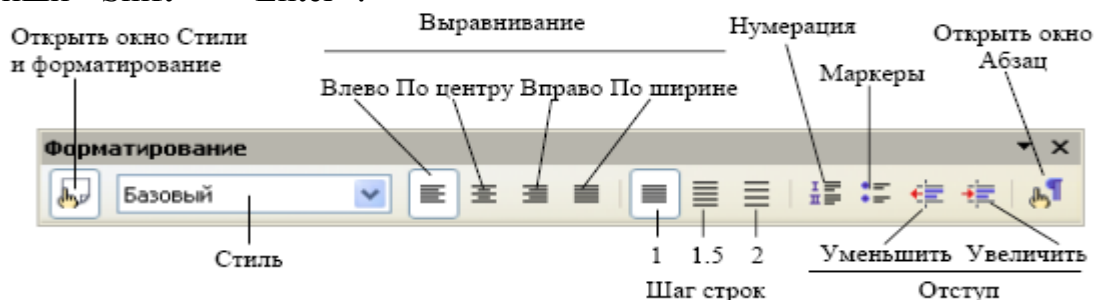 Открыть окно Стили
и форматирование
Выравнивание
Нумерация
Открыть окно
Абзац
Маркеры
Влево По центру Вправо По ширине
Форматирование
Базовый
Стиль
1 1.5 2
Шаг строк
Уменьшить Увеличить
Отступ